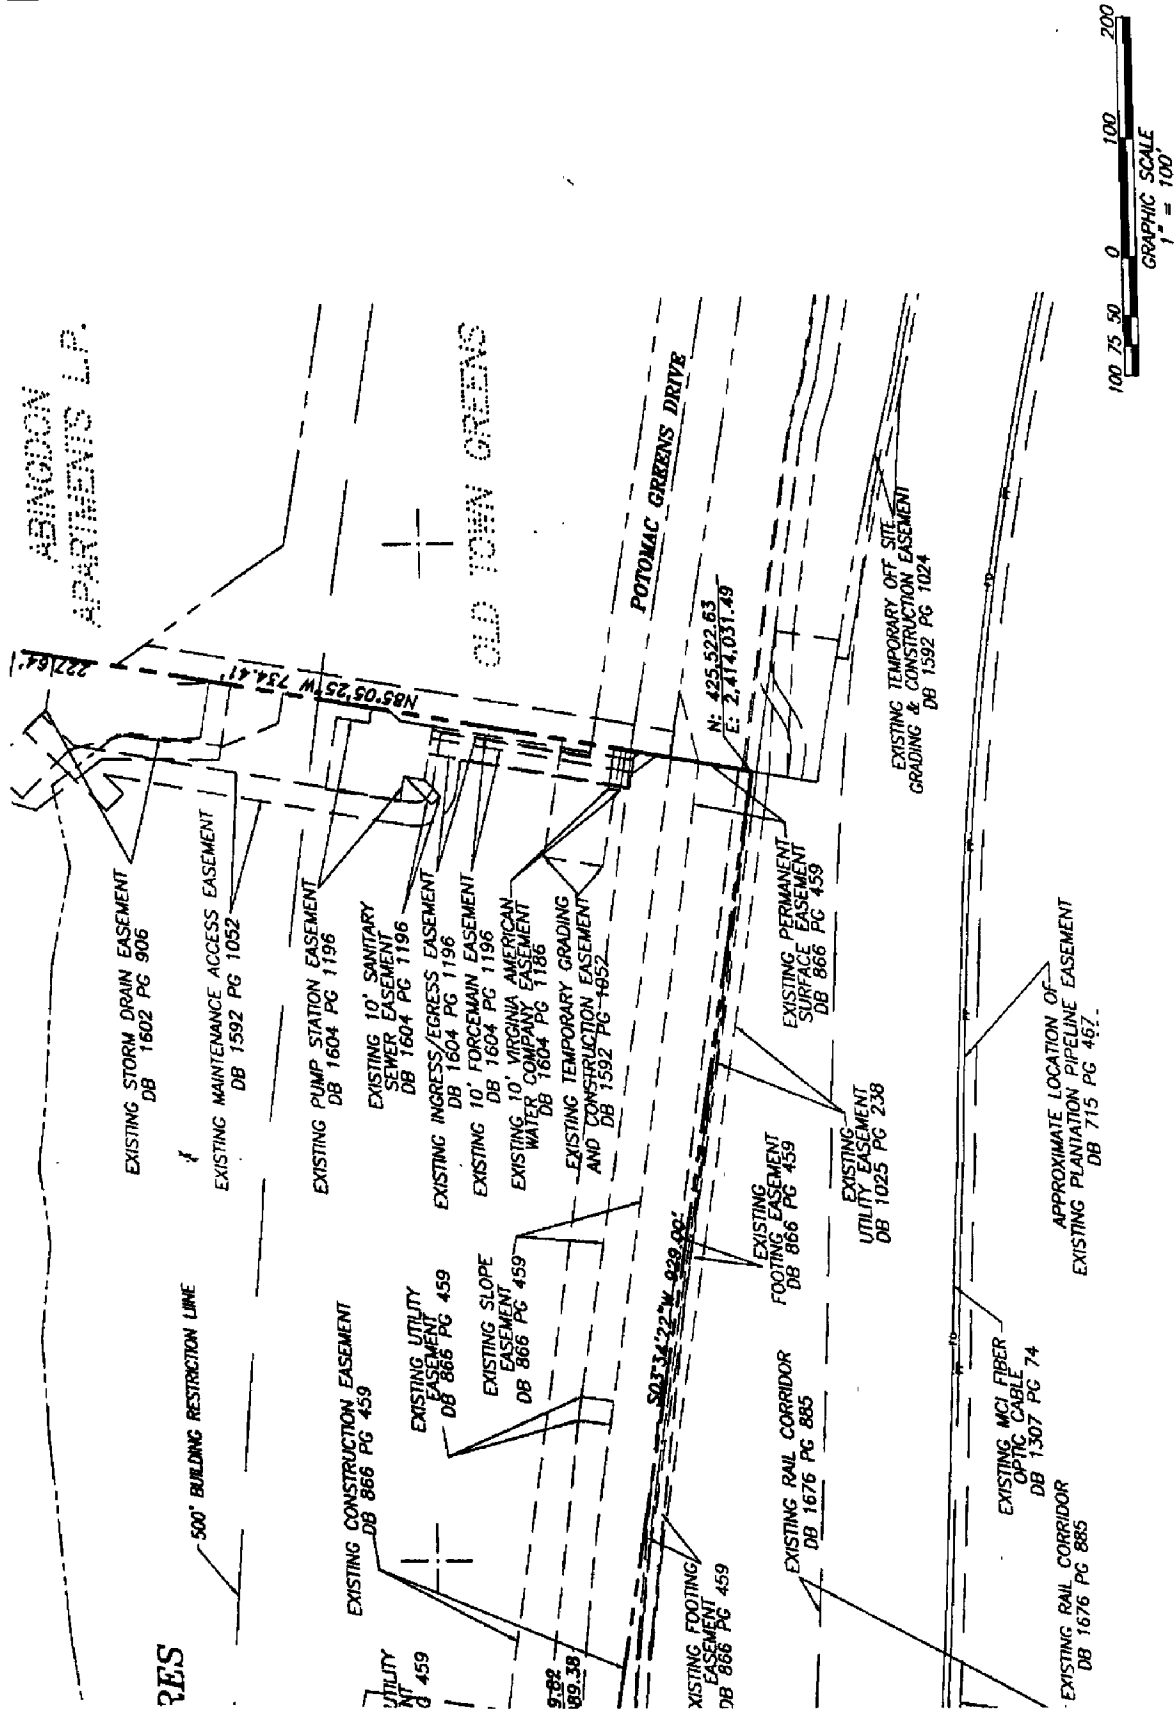 ABINGDON
APARTMENTS L.P.
OLD TOWN GREENS
227.64'
N85°05'25"W 734.41'
POTOMAC GREENS DRIVE
N: 425,522.63
E: 2,414,031.49
EXISTING STORM DRAIN EASEMENT
DB 1602 PG 906
EXISTING MAINTENANCE ACCESS EASEMENT
DB 1592 PG 1052
EXISTING PUMP STATION EASEMENT
DB 1604 PG 1196
EXISTING 10' SANITARY
SEWER EASEMENT
DB 1604 PG 1196
EXISTING INGRESS/EGRESS EASEMENT
DB 1604 PG 1196
EXISTING 10' FORCEMAIN EASEMENT
DB 1604 PG 1196
EXISTING 10' VIRGINIA AMERICAN
WATER COMPANY EASEMENT
DB 1604 PG 1186
EXISTING TEMPORARY GRADING
AND CONSTRUCTION EASEMENT
DB 1592 PG 1052
EXISTING PERMANENT
SURFACE EASEMENT
DB 866 PG 459
EXISTING TEMPORARY OFF SITE
GRADING & CONSTRUCTION EASEMENT
DB 1592 PG 1024
500' BUILDING RESTRICTION LINE
EXISTING CONSTRUCTION EASEMENT
DB 866 PG 459
EXISTING UTILITY
EASEMENT
DB 866 PG 459
EXISTING SLOPE
EASEMENT
DB 866 PG 459
S03°34'22"W 929.00'
EXISTING
FOOTING EASEMENT
DB 866 PG 459
EXISTING
UTILITY EASEMENT
DB 1025 PG 238
RES
UTILITY
NT
G 459
9.82
89.38
XISTING FOOTING
EASEMENT
DB 866 PG 459
EXISTING RAIL CORRIDOR
DB 1676 PG 885
EXISTING MCI FIBER
OPTIC CABLE
DB 1307 PG 74
EXISTING RAIL CORRIDOR
DB 1676 PG 885
APPROXIMATE LOCATION OF
EXISTING PLANTATION PIPELINE EASEMENT
DB 715 PG 467
100 75 50 0 100 200
GRAPHIC SCALE
1" = 100'